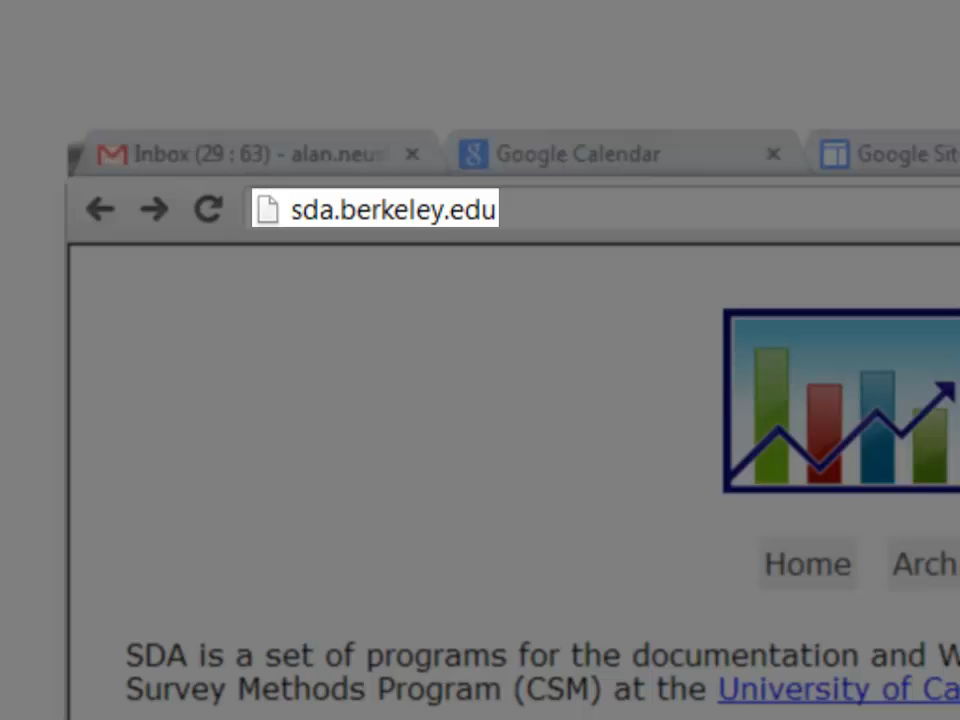 Inbox (29 : 63) - alan.neus
Google Calendar
Google Sit
sda.berkeley.edu
Home
Arch
SDA is a set of programs for the documentation and W
Survey Methods Program (CSM) at the University of Ca